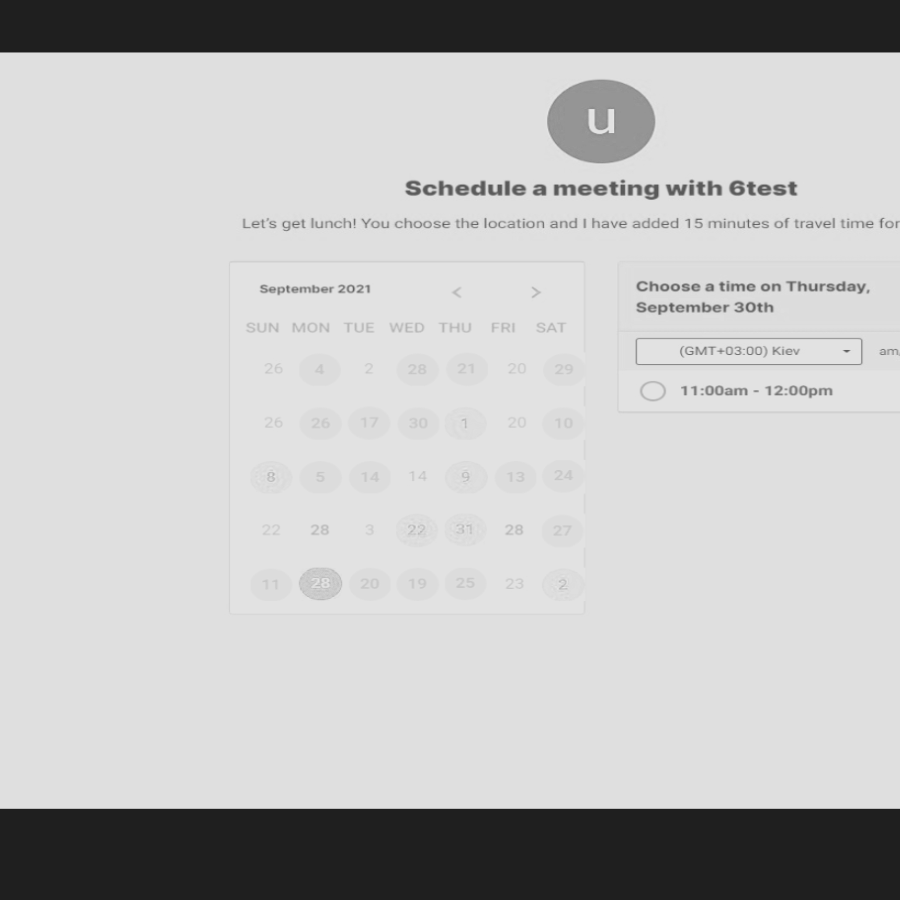 u
Schedule a meeting with 6test
Let's get lunch! You choose the location and I have added 15 minutes of travel time for
September 2021 < >
SUN MON TUE WED THU FRI SAT
26 4 2 28 21 20 29
26 26 17 30 1 20 10
8 5 14 14 9 13 24
22 28 3 22 31 28 27
11 28 20 19 25 23 2
Choose a time on Thursday,
September 30th
(GMT+03:00) Kiev am/
11:00am - 12:00pm